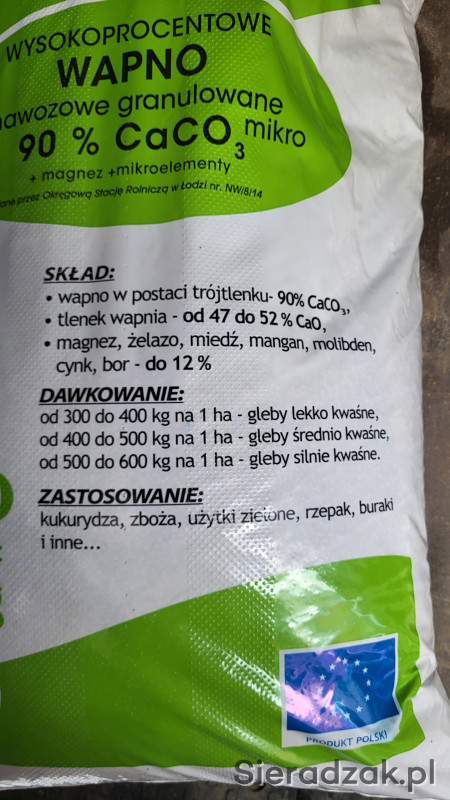 WYSOKOPROCENTOWE
WAPNO
nawozowe granulowane
90 % CaCO3 mikro
+ magnez +mikroelementy
przez Okręgową Stację Rolniczą w Łodzi nr. NW/8/14
SKŁAD:
• wapno w postaci trójtlenku- 90% CaCO3,
• tlenek wapnia - od 47 do 52 % CaO,
• magnez, żelazo, miedź, mangan, molibden,
cynk, bor - do 12 %
DAWKOWANIE:
od 300 do 400 kg na 1 ha - gleby lekko kwaśne,
od 400 do 500 kg na 1 ha - gleby średnio kwaśne,
od 500 do 600 kg na 1 ha - gleby silnie kwaśne.
ZASTOSOWANIE:
kukurydza, zboża, użytki zielone, rzepak, buraki
i inne...
PRODUKT POLSKI
Sieradzak.pl